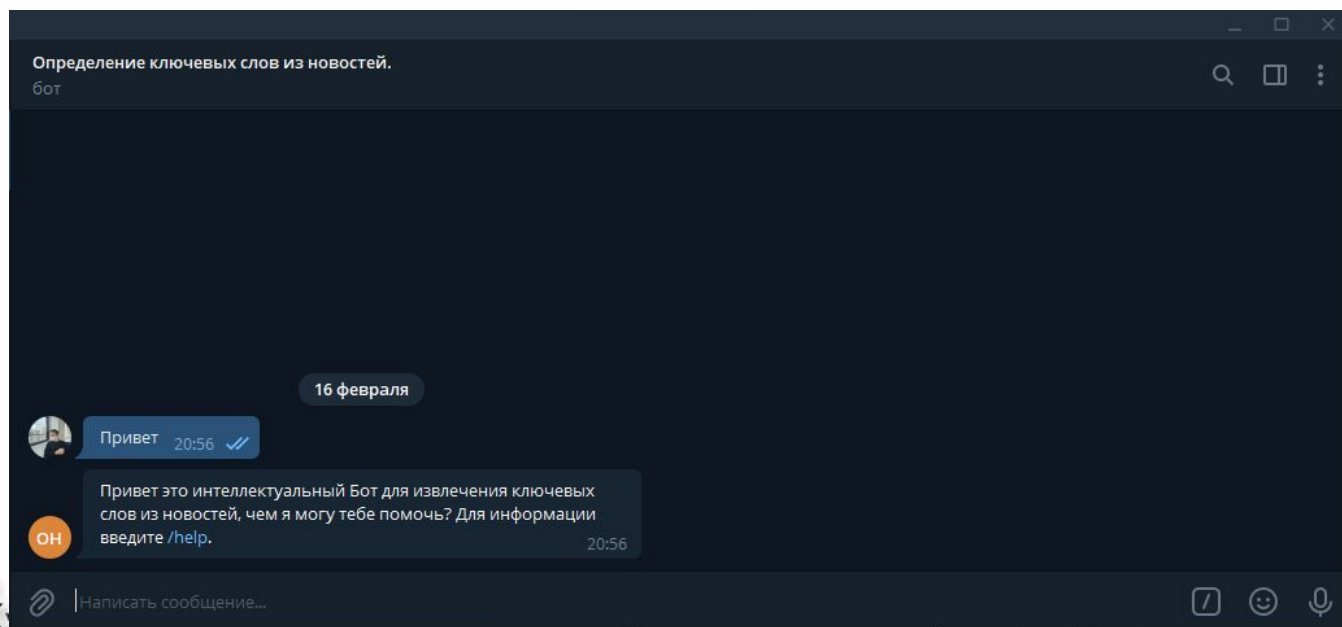 Определение ключевых слов из новостей.
бот
16 февраля
Привет 20:56
Привет это интеллектуальный Бот для извлечения ключевых
слов из новостей, чем я могу тебе помочь? Для информации
введите /help.
20:56
ОН
Написать сообщение...